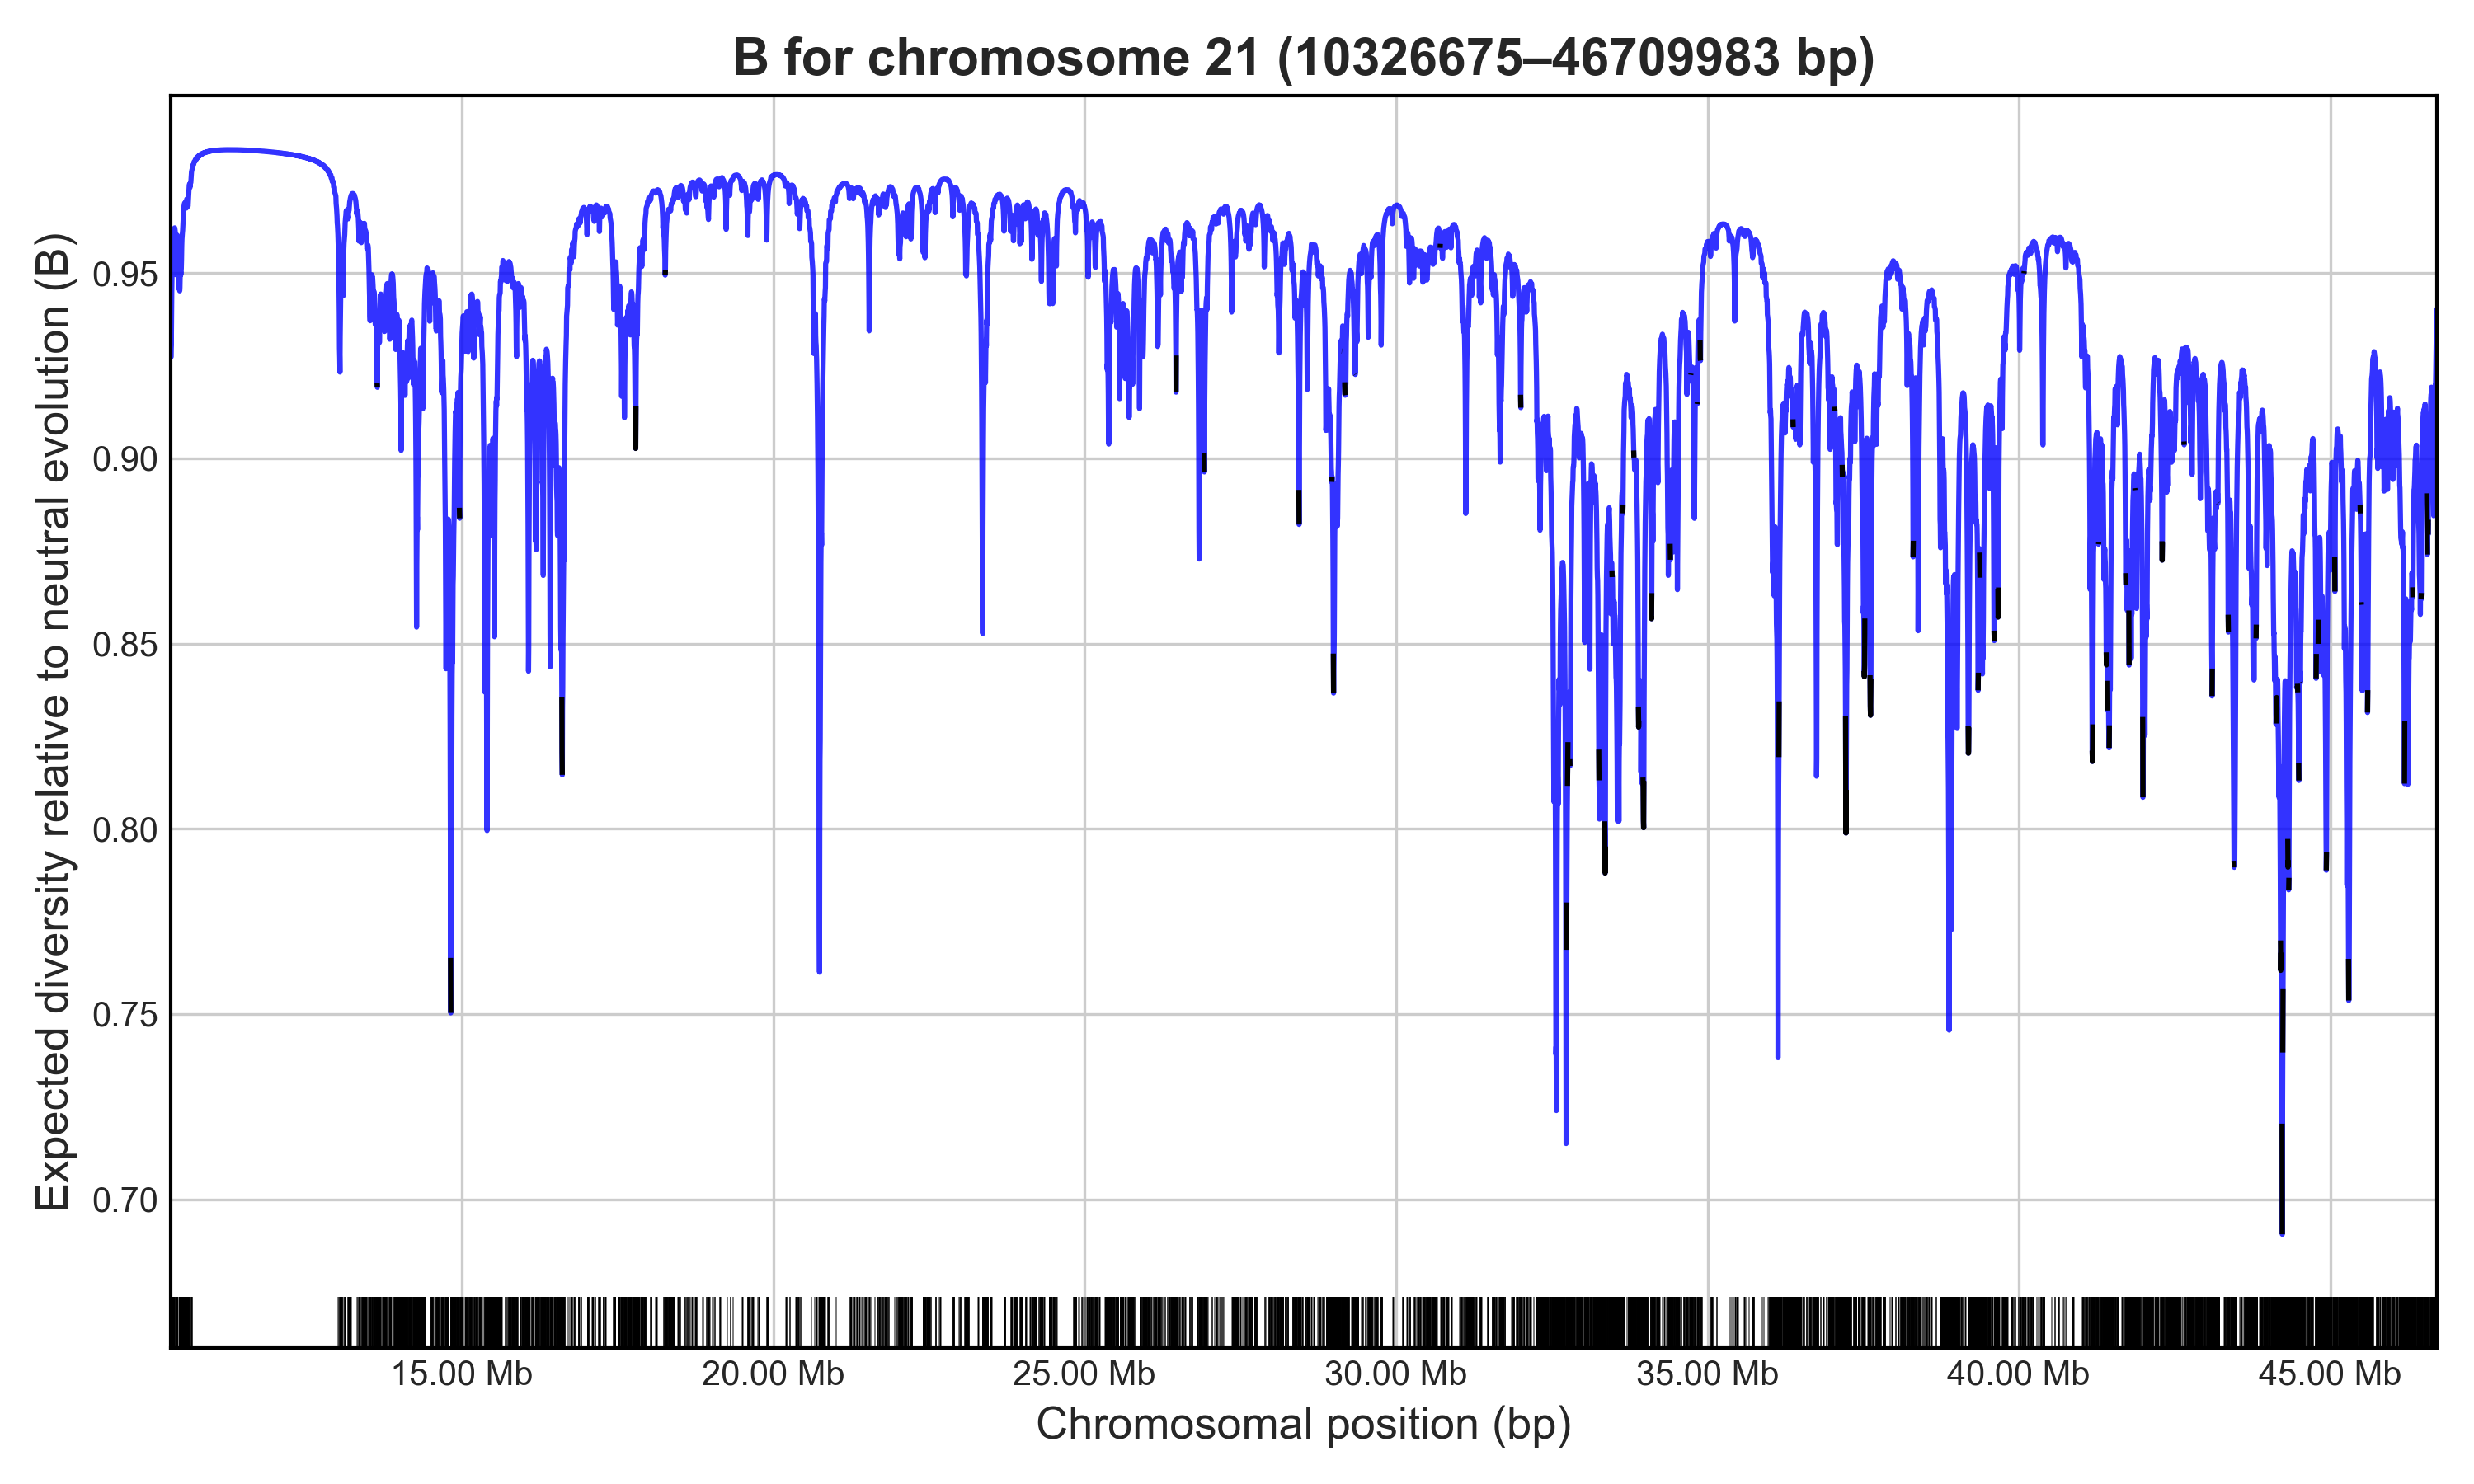 B for chromosome 21 (10326675–46709983 bp)
Expected diversity relative to neutral evolution (B)
0.95
0.90
0.85
0.80
0.75
0.70
15.00 Mb 20.00 Mb 25.00 Mb 30.00 Mb 35.00 Mb 40.00 Mb 45.00 Mb
Chromosomal position (bp)